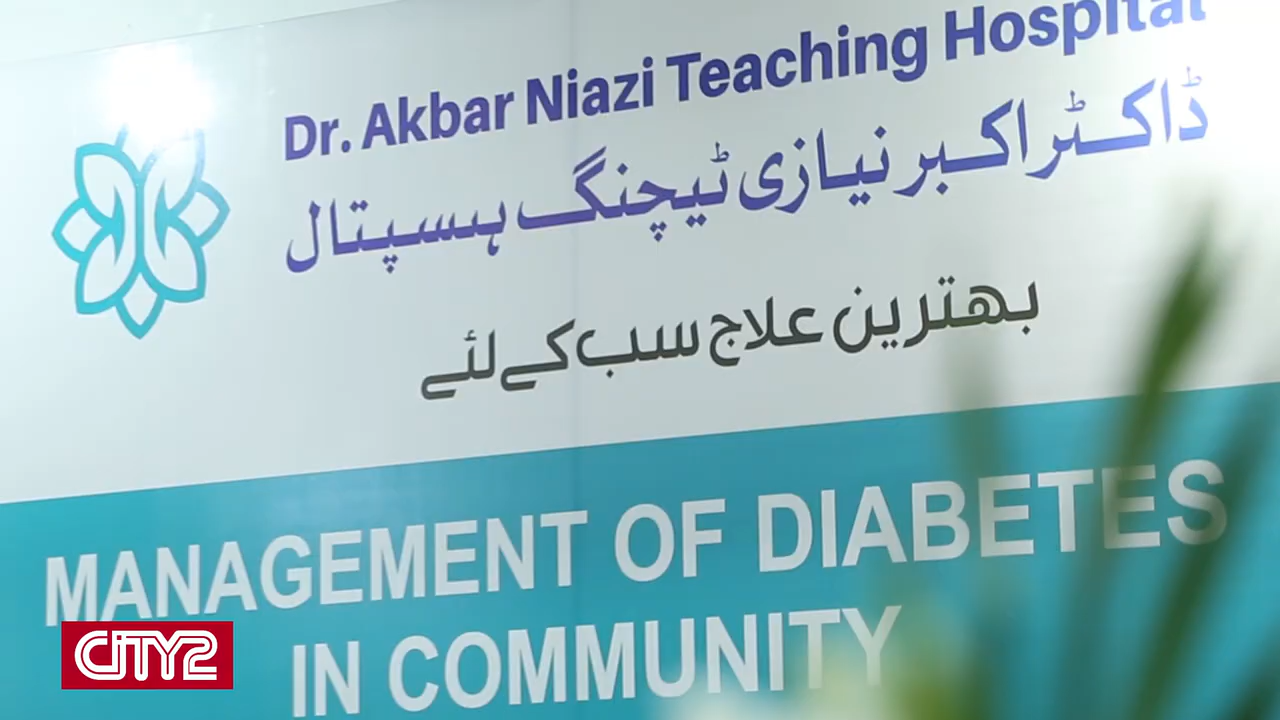 Dr. Akbar Niazi Teaching Hospital
ڈاکٹر اکبر نیازی ٹیچنگ ہسپتال
بهترین علاج سب کے لئے
MANAGEMENT OF DIABETES
IN COMMUNITY
CITY2